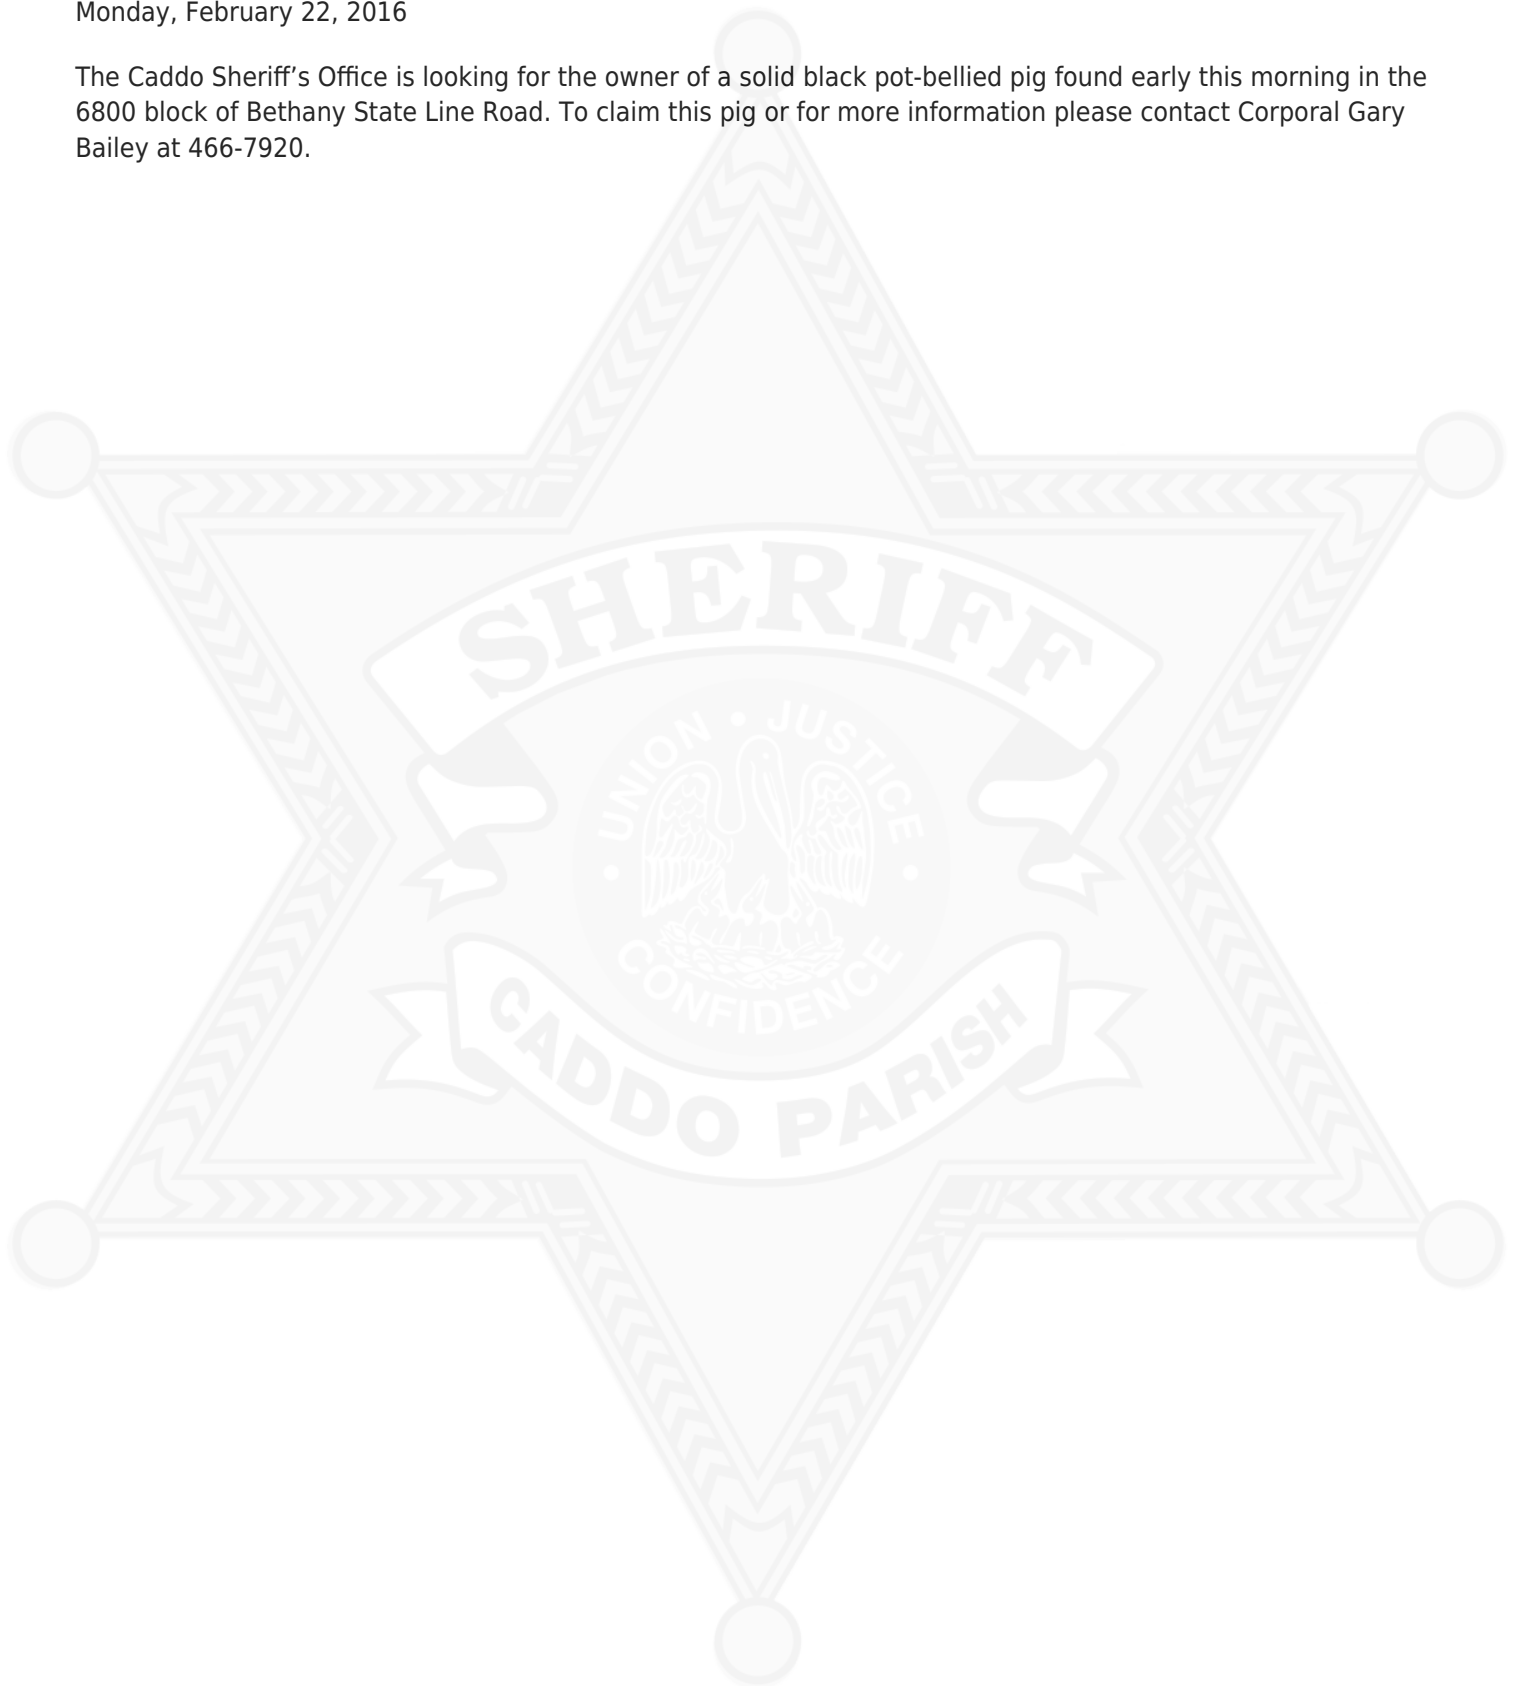 Monday, February 22, 2016
The Caddo Sheriff’s Office is looking for the owner of a solid black pot-bellied pig found early this morning in the
6800 block of Bethany State Line Road. To claim this pig or for more information please contact Corporal Gary
Bailey at 466-7920.
SHERIFF
UNION • JUSTICE
• •
CONFIDENCE
CADDO PARISH